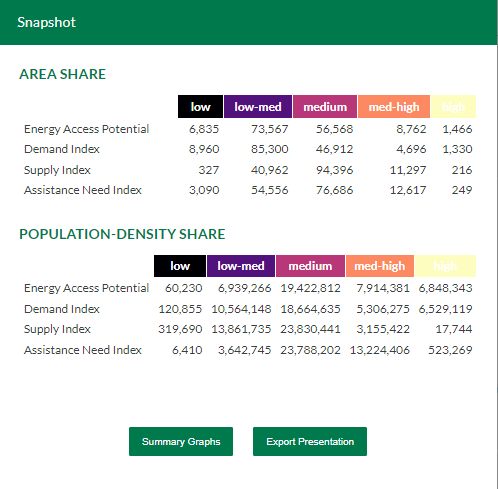 Snapshot
AREA SHARE
low low-med medium med-high high
Energy Access Potential 6,835 73,567 56,568 8,762 1,466
Demand Index 8,960 85,300 46,912 4,696 1,330
Supply Index 327 40,962 94,396 11,297 216
Assistance Need Index 3,090 54,556 76,686 12,617 249
POPULATION-DENSITY SHARE
low low-med medium med-high high
Energy Access Potential 60,230 6,939,266 19,422,812 7,914,381 6,848,343
Demand Index 120,855 10,564,148 18,664,635 5,306,275 6,529,119
Supply Index 319,690 13,861,735 23,830,441 3,155,422 17,744
Assistance Need Index 6,410 3,642,745 23,788,202 13,224,406 523,269
Summary Graphs Export Presentation